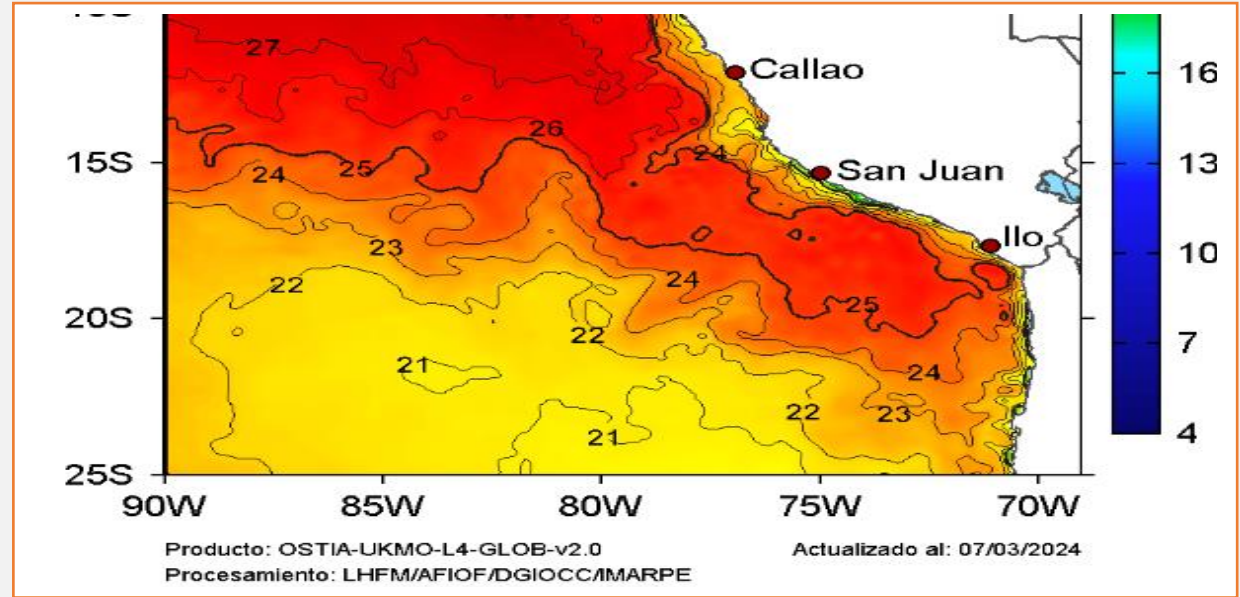 27
Callao
16
26
24
15S
25
24
San Juan
13
23
Ilo
10
22
24
25
20S
22
7
21
24
22
23
21
4
25S
90W 85W 80W 75W 70W
Producto: OSTIA-UKMO-L4-GLOB-v2.0 Actualizado al: 07/03/2024
Procesamiento: LHFM/AFIOF/DGIOCC/IMARPE